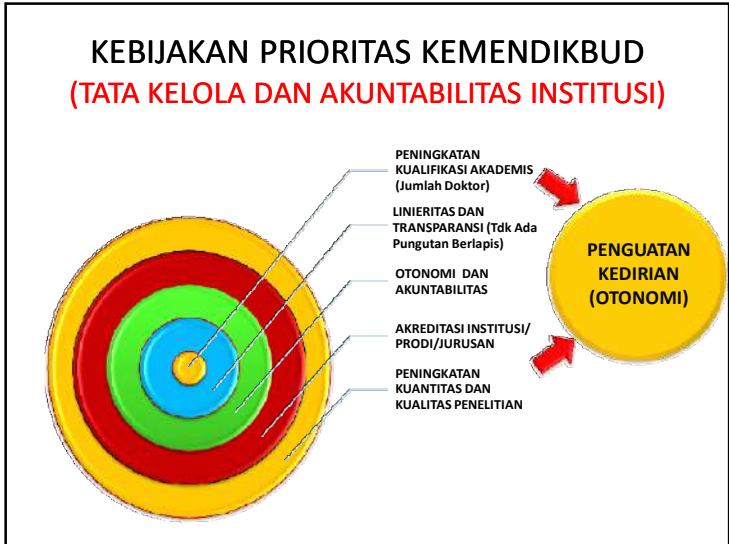 KEBIJAKAN PRIORITAS KEMENDIKBUD
(TATA KELOLA DAN AKUNTABILITAS INSTITUSI)
PENINGKATAN
KUALIFIKASI AKADEMIS
(Jumlah Doktor)
LINIERITAS DAN
TRANSPARANSI (Tdk Ada
Pungutan Berlapis)
OTONOMI DAN
AKUNTABILITAS
AKREDITASI INSTITUSI/
PRODI/JURUSAN
PENINGKATAN
KUANTITAS DAN
KUALITAS PENELITIAN
PENGUATAN
KEDIRIAN
(OTONOMI)